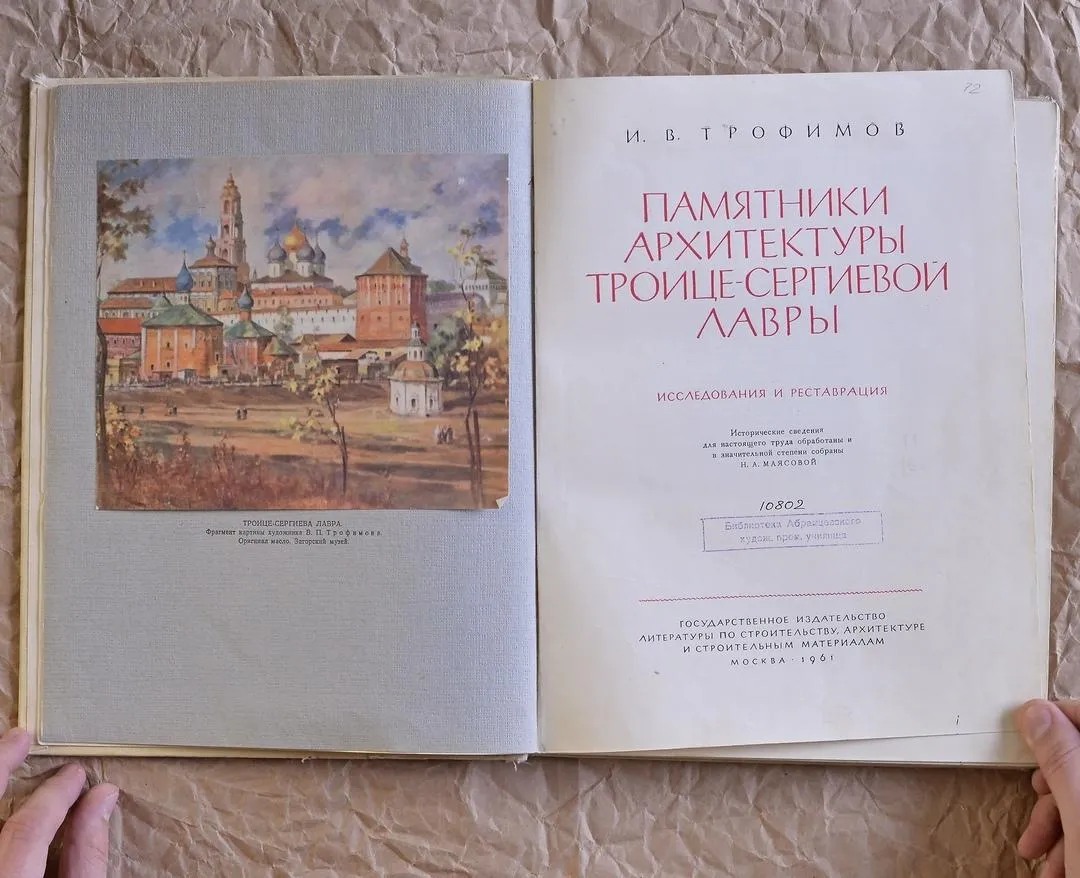 ТРОИЦЕ-СЕРГИЕВА ЛАВРА.
Фрагмент картины художника В. П. Трофимова.
Оригинал масло. Загорский музей.
72
И. В. ТРОФИМОВ
ПАМЯТНИКИ
АРХИТЕКТУРЫ
ТРОИЦЕ-СЕРГИЕВОЙ
ЛАВРЫ
ИССЛЕДОВАНИЯ И РЕСТАВРАЦИЯ
Исторические сведения
для настоящего труда обработаны и
в значительной степени собраны
Н. А. МАЯСОВОЙ
10802
Библиотека Абрамцевского
худож. пром. училища
ГОСУДАРСТВЕННОЕ ИЗДАТЕЛЬСТВО
ЛИТЕРАТУРЫ ПО СТРОИТЕЛЬСТВУ, АРХИТЕКТУРЕ
И СТРОИТЕЛЬНЫМ МАТЕРИАЛАМ
МОСКВА · 1961